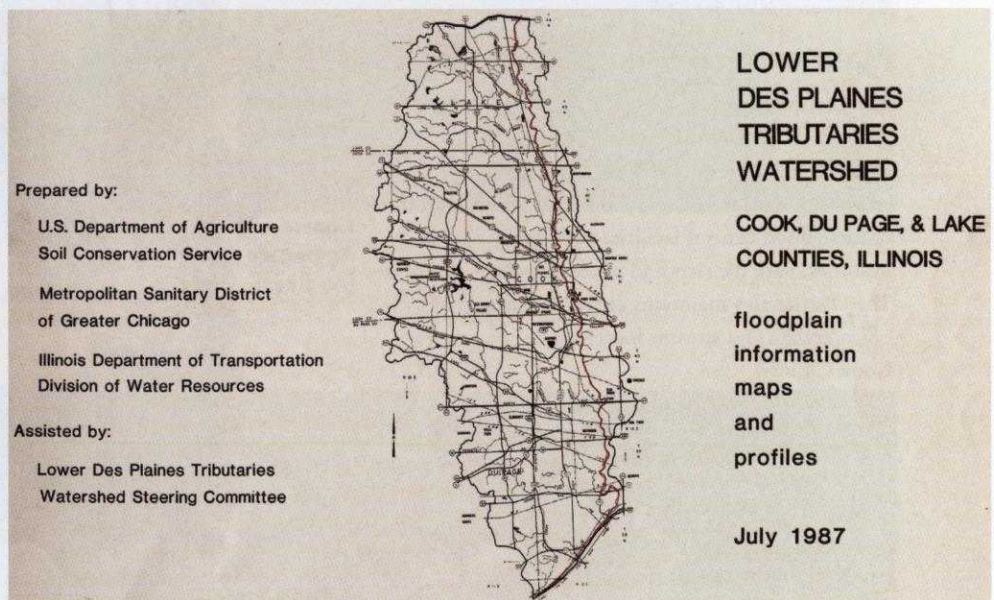 Prepared by:
U.S. Department of Agriculture
Soil Conservation Service
Metropolitan Sanitary District
of Greater Chicago
Illinois Department of Transportation
Division of Water Resources
Assisted by:
Lower Des Plaines Tributaries
Watershed Steering Committee
LOWER
DES PLAINES
TRIBUTARIES
WATERSHED
COOK, DU PAGE, & LAKE
COUNTIES, ILLINOIS
floodplain
information
maps
and
profiles
July 1987